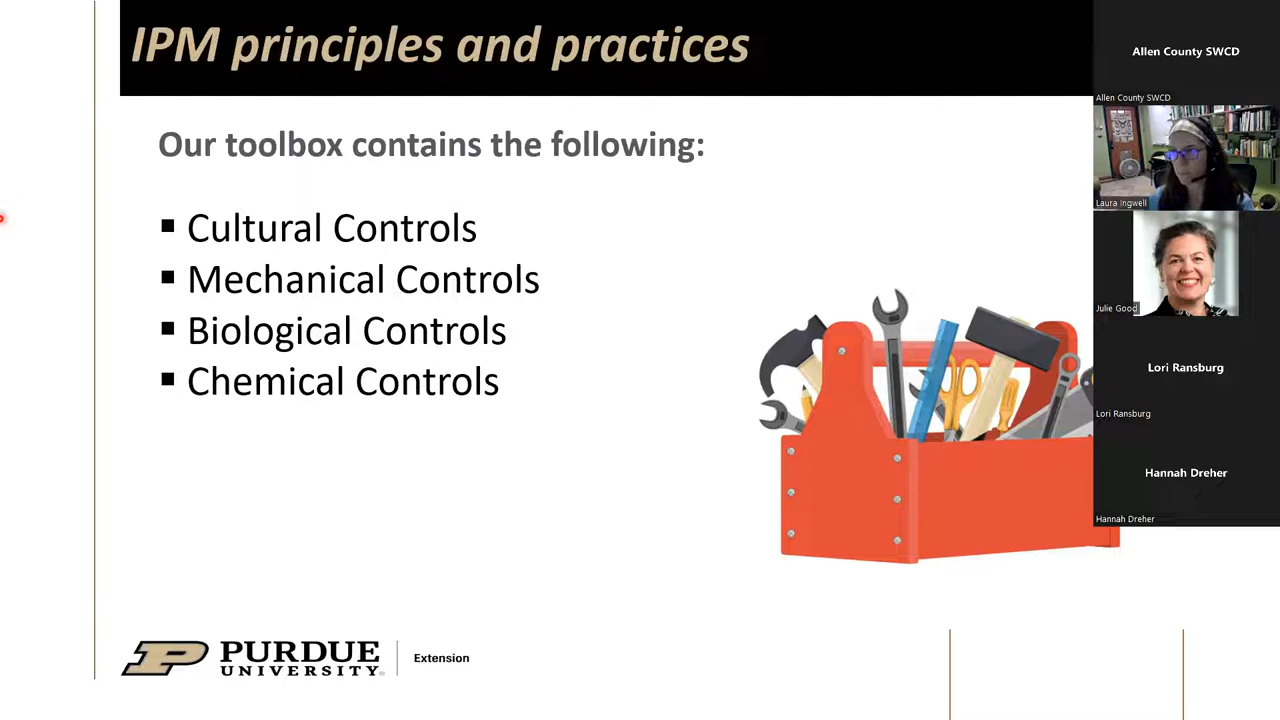 IPM principles and practices
Our toolbox contains the following:
▪ Cultural Controls
▪ Mechanical Controls
▪ Biological Controls
▪ Chemical Controls
PURDUE
UNIVERSITY
Extension
Allen County SWCD
Allen County SWCD
Laura Ingwell
Julie Good
Lori Ransburg
Lori Ransburg
Hannah Dreher
Hannah Dreher